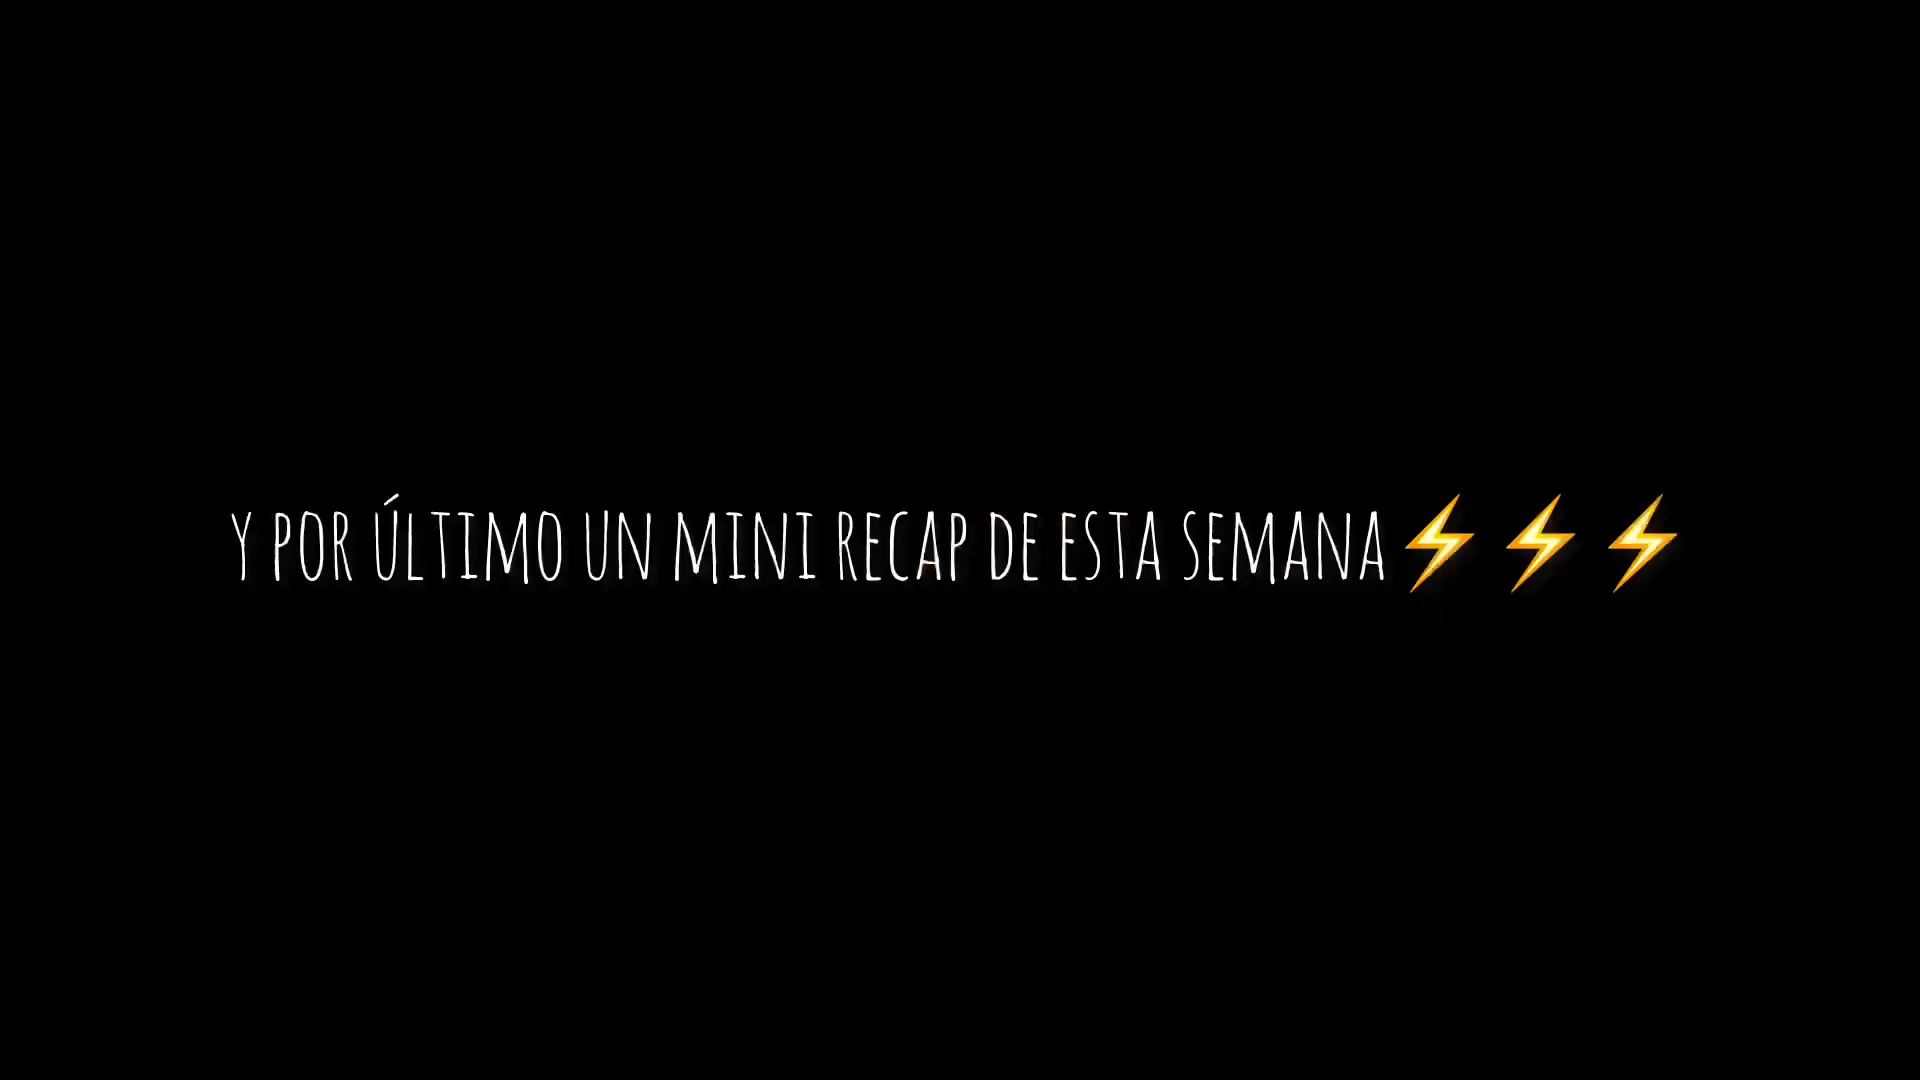 Y POR ÚLTIMO UN MINI RECAP DE ESTA SEMANA⚡⚡⚡